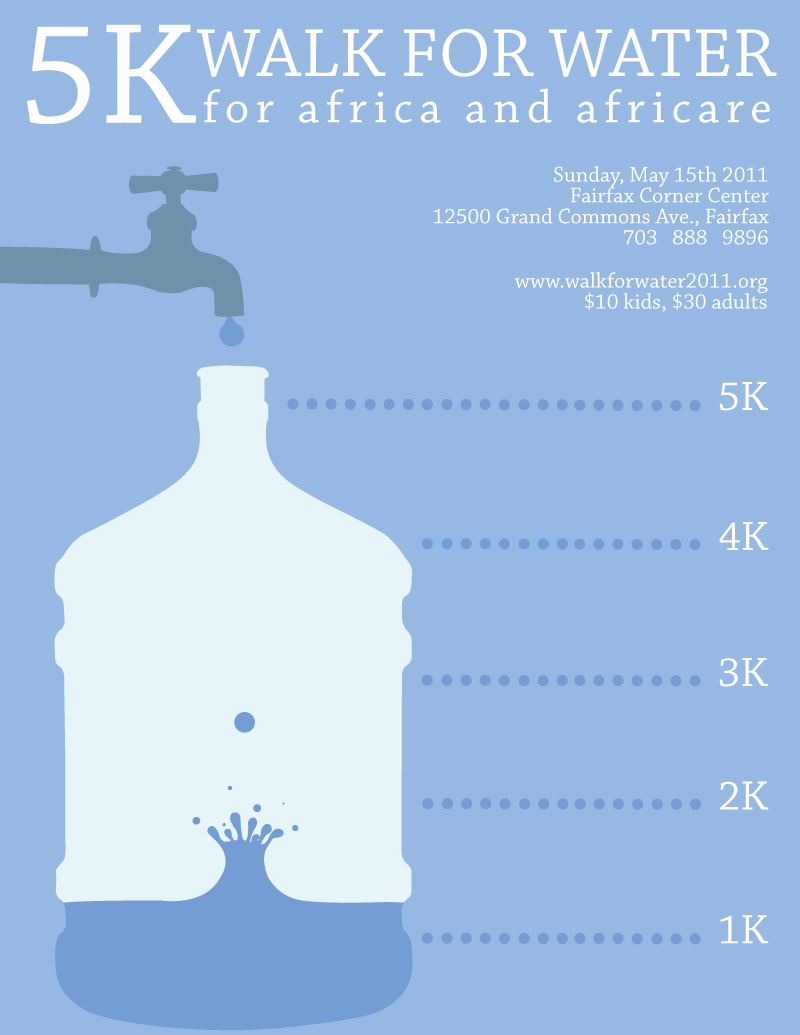 5K WALK FOR WATER
for africa and africare
Sunday, May 15th 2011
Fairfax Corner Center
12500 Grand Commons Ave., Fairfax
703 888 9896
www.walkforwater2011.org
$10 kids, $30 adults
5K
4K
3K
2K
1K